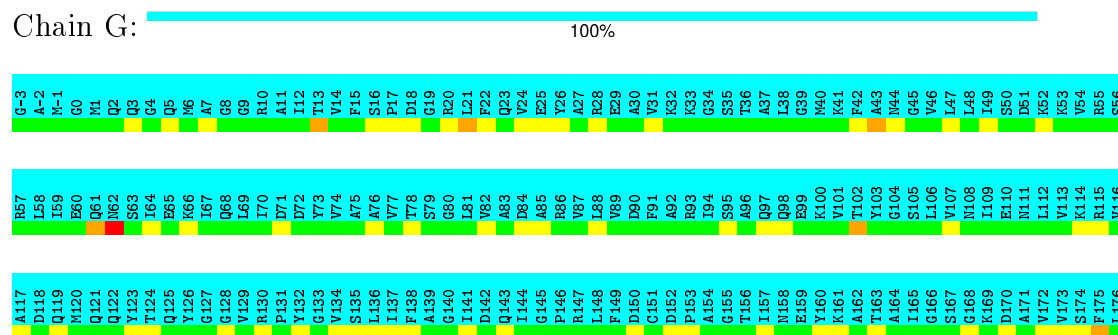 Chain G:
100%
G-3 A-2 M-1 G0 M1 Q2 Q3 G4 Q5 M6 A7 G8 G9 R10 A11 I12 T13 V14 F15 S16 P17 D18 G19 R20 L21 F22 Q23 V24 E25 Y26 A27 R28 E29 A30 V31 K32 K33 G34 S35 T36 A37 L38 G39 M40 K41 F42 A43 N44 G45 V46 L47 L48 I49 S50 D51 K52 K53 V54 R55 S56
R57 L58 I59 E60 Q61 N62 S63 I64 E65 K66 I67 Q68 L69 I70 D71 D72 Y73 V74 A75 A76 V77 T78 S79 G80 L81 V82 A83 D84 A85 R86 V87 L88 V89 D90 F91 A92 R93 I94 S95 A96 Q97 Q98 E99 K100 V101 T102 Y103 G104 S105 L106 V107 N108 I109 E110 N111 L112 V113 K114 R115
A117 D118 Q119 M120 Q121 Q122 Y123 T124 Q125 Y126 G127 G128 V129 R130 P131 Y132 G133 V134 S135 L136 I137 F138 A139 G140 I141 D142 Q143 I144 G145 P146 R147 L148 F149 D150 C151 D152 P153 A154 G155 T156 I157 N158 E159 Y160 K161 A162 T163 A164 I165 G166 S167 G168 K169 D170 A171 V172 V173 S174 F175